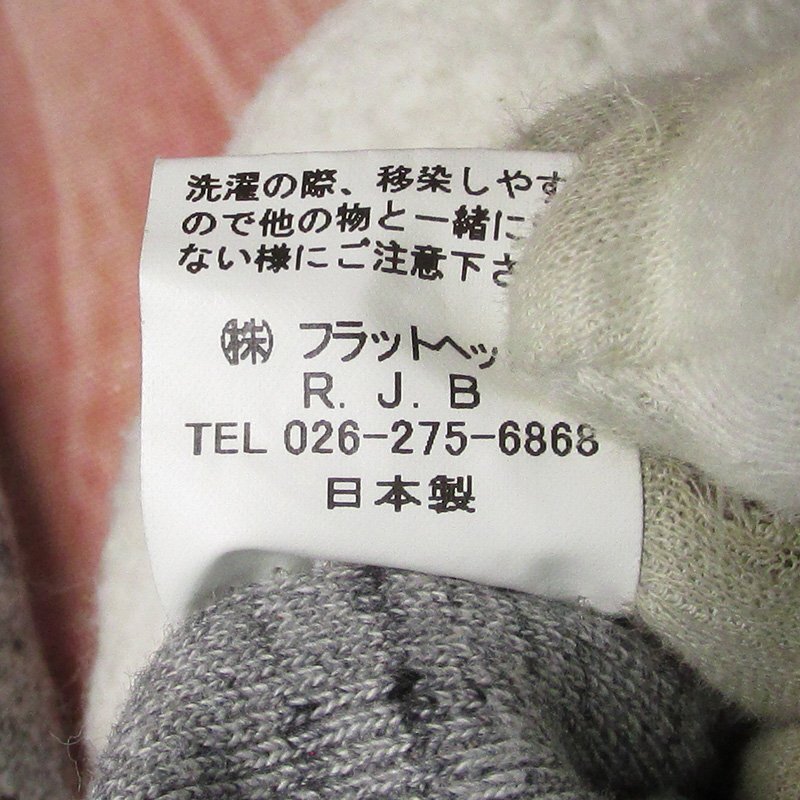 洗濯の際、移染しやす
ので他の物と一緒に
ない様にご注意下さ
㈱ フラットヘッ
R. J. B
TEL 026-275-6868
日本製